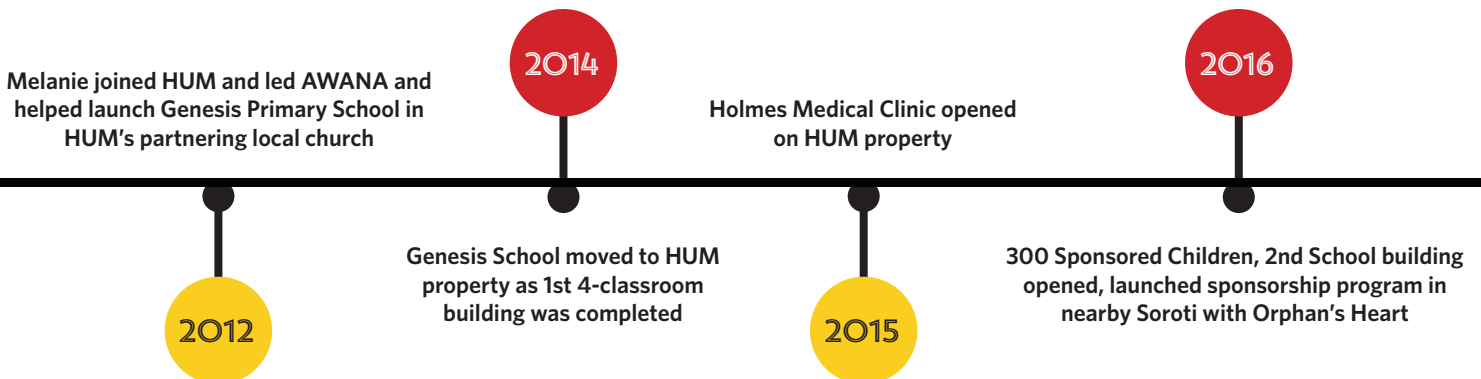 Melanie joined HUM and led AWANA and
helped launch Genesis Primary School in
HUM's partnering local church
2012
2014
Genesis School moved to HUM
property as 1st 4-classroom
building was completed
Holmes Medical Clinic opened
on HUM property
2015
2016
300 Sponsored Children, 2nd School building
opened, launched sponsorship program in
nearby Soroti with Orphan's Heart